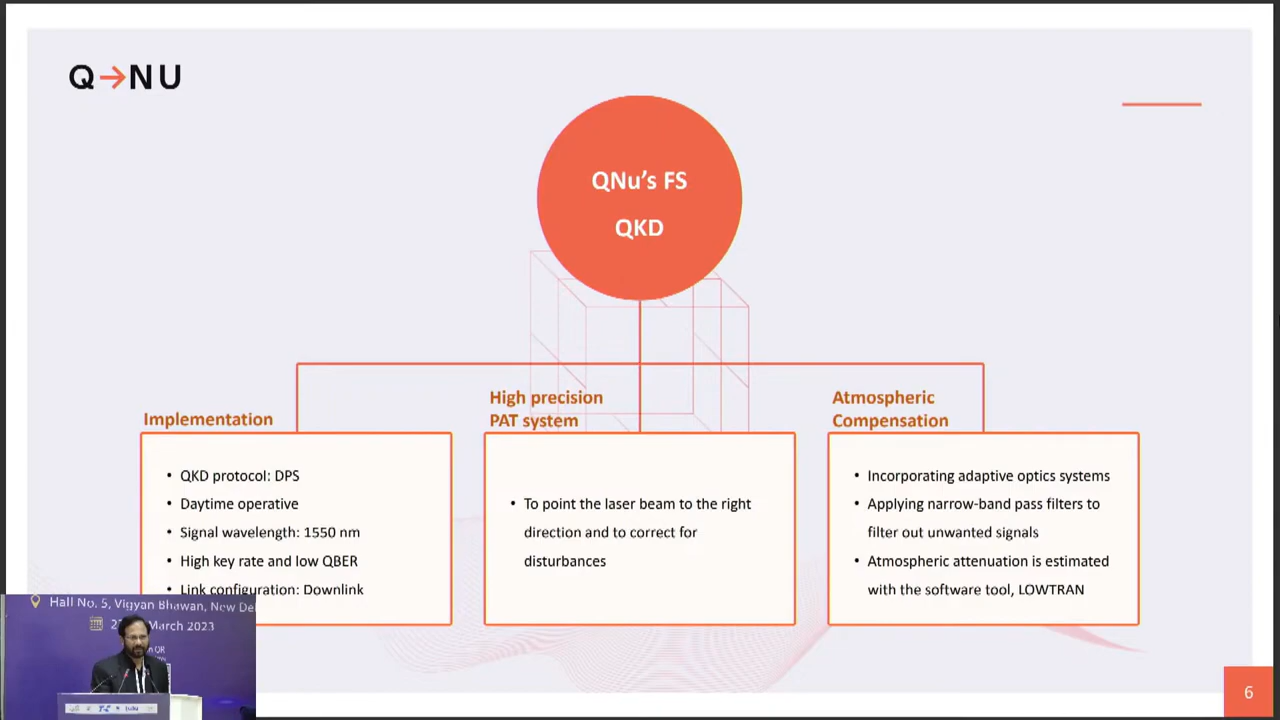 Q→NU
QNu's FS
QKD
Implementation
• QKD protocol: DPS
• Daytime operative
• Signal wavelength: 1550 nm
• High key rate and low QBER
• Link configuration: Downlink
High precision
PAT system
• To point the laser beam to the right
direction and to correct for
disturbances
Atmospheric
Compensation
• Incorporating adaptive optics systems
• Applying narrow-band pass filters to
filter out unwanted signals
• Atmospheric attenuation is estimated
with the software tool, LOWTRAN
Hall No. 5, Vigyan Bhawan, New
March 2023
6